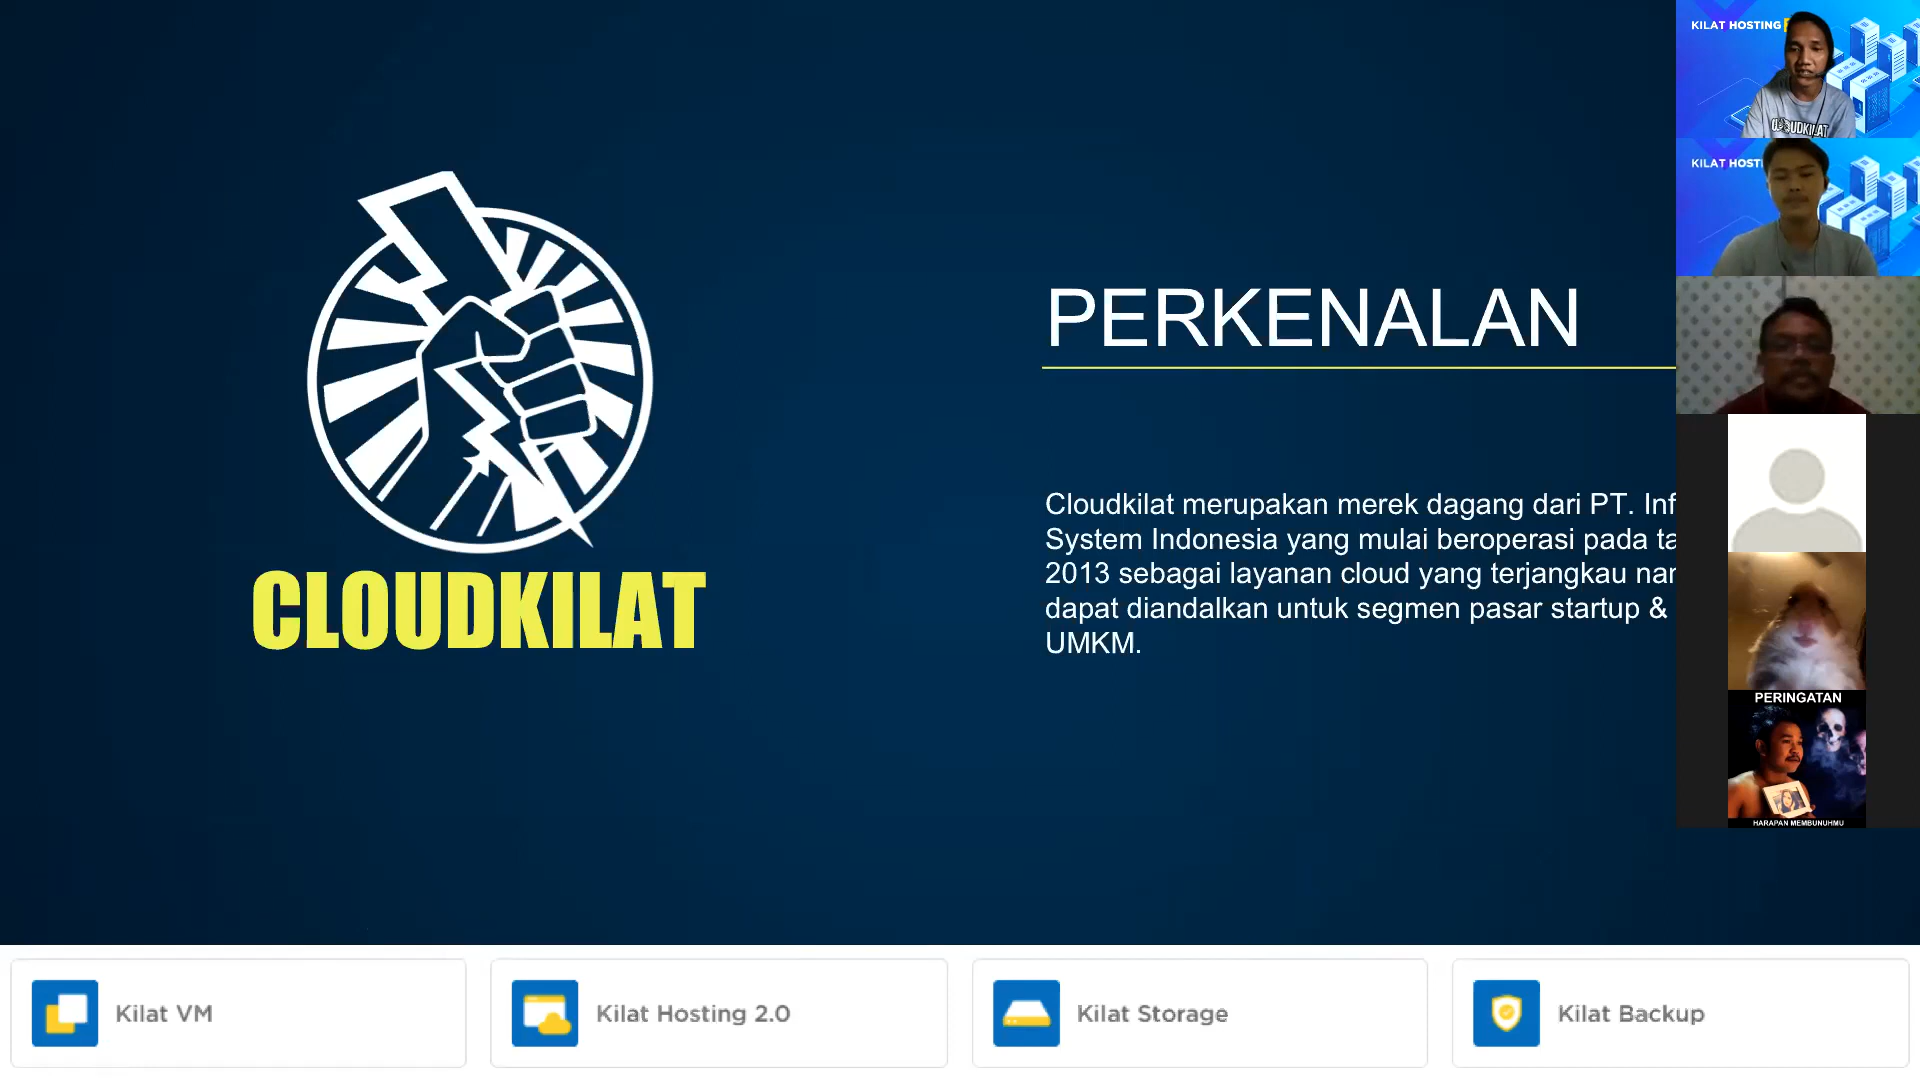 CLOUDKILAT
PERKENALAN
Cloudkilat merupakan merek dagang dari PT. Inf
System Indonesia yang mulai beroperasi pada ta
2013 sebagai layanan cloud yang terjangkau nam
dapat diandalkan untuk segmen pasar startup &
UMKM.
KILAT HOSTING
CLOUDKILAT
KILAT HOSTI
PERINGATAN
HARAPAN MEMBUNUHMU
Kilat VM
Kilat Hosting 2.0
Kilat Storage
Kilat Backup